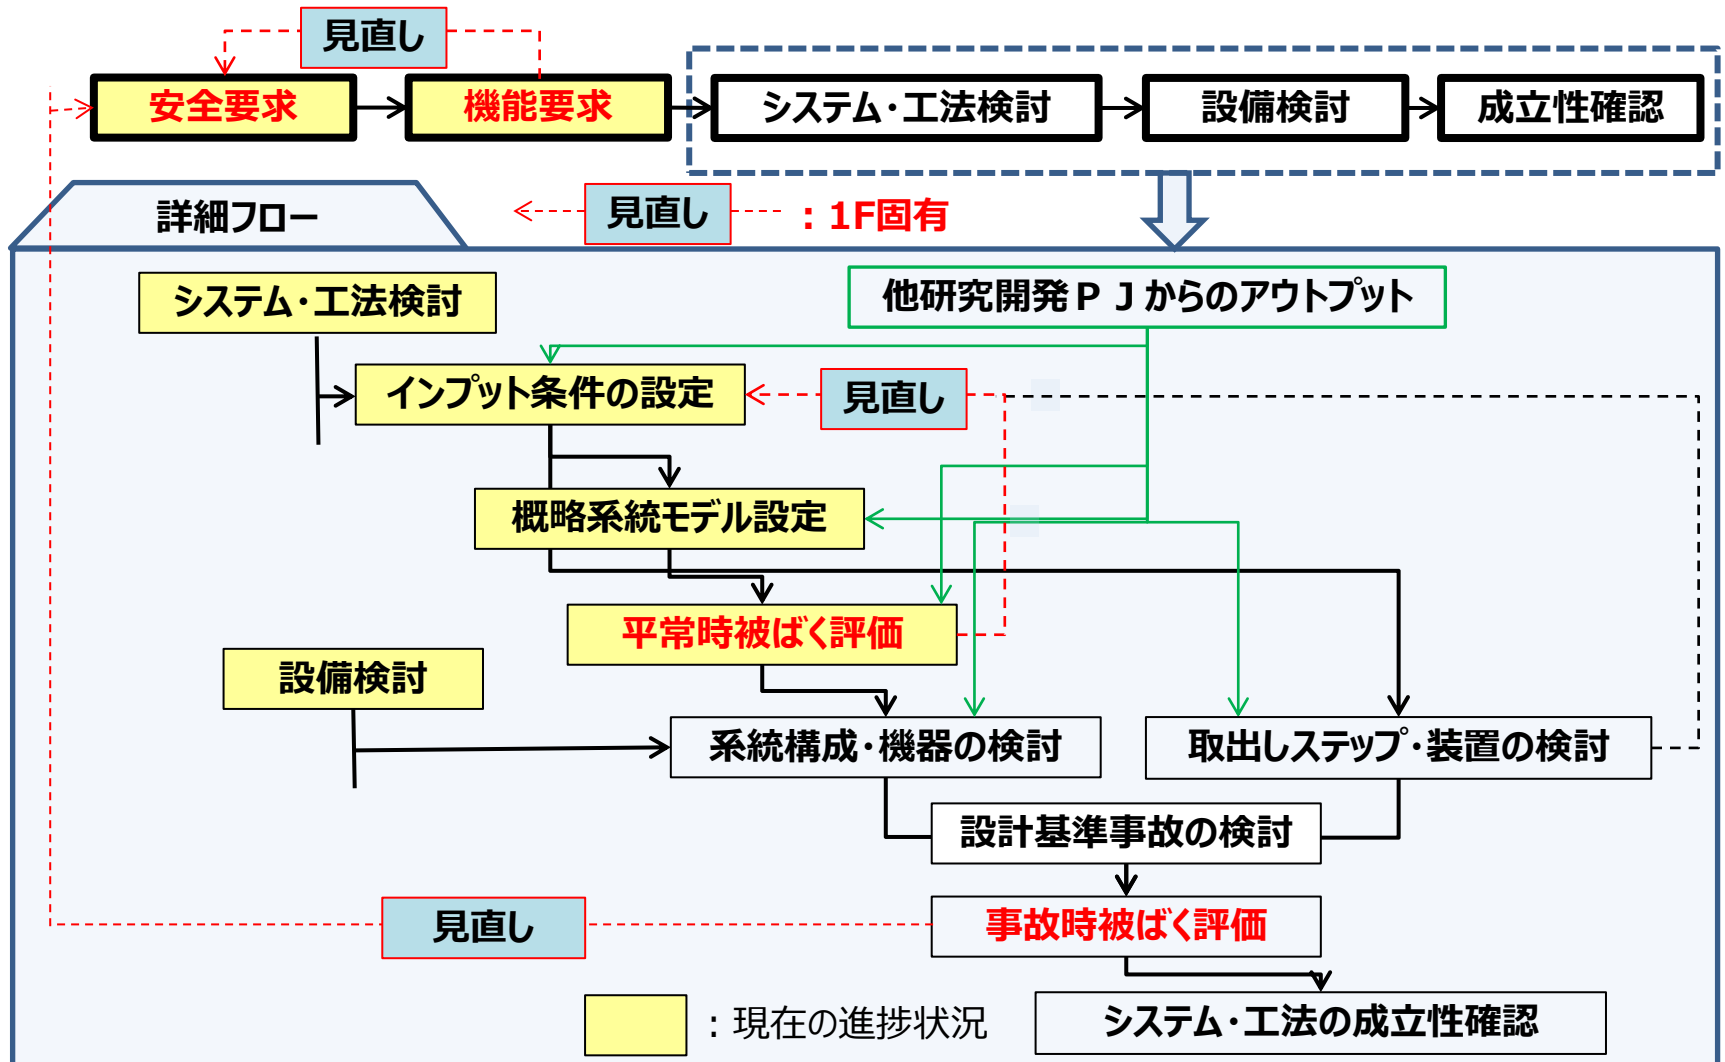 見直し
安全要求
機能要求
システム・工法検討
設備検討
成立性確認
詳細フロー
見直し
：1F固有
システム・工法検討
他研究開発ＰＪからのアウトプット
インプット条件の設定
見直し
概略系統モデル設定
平常時被ばく評価
設備検討
系統構成・機器の検討
取出しステップ・装置の検討
設計基準事故の検討
見直し
事故時被ばく評価
：現在の進捗状況
システム・工法の成立性確認